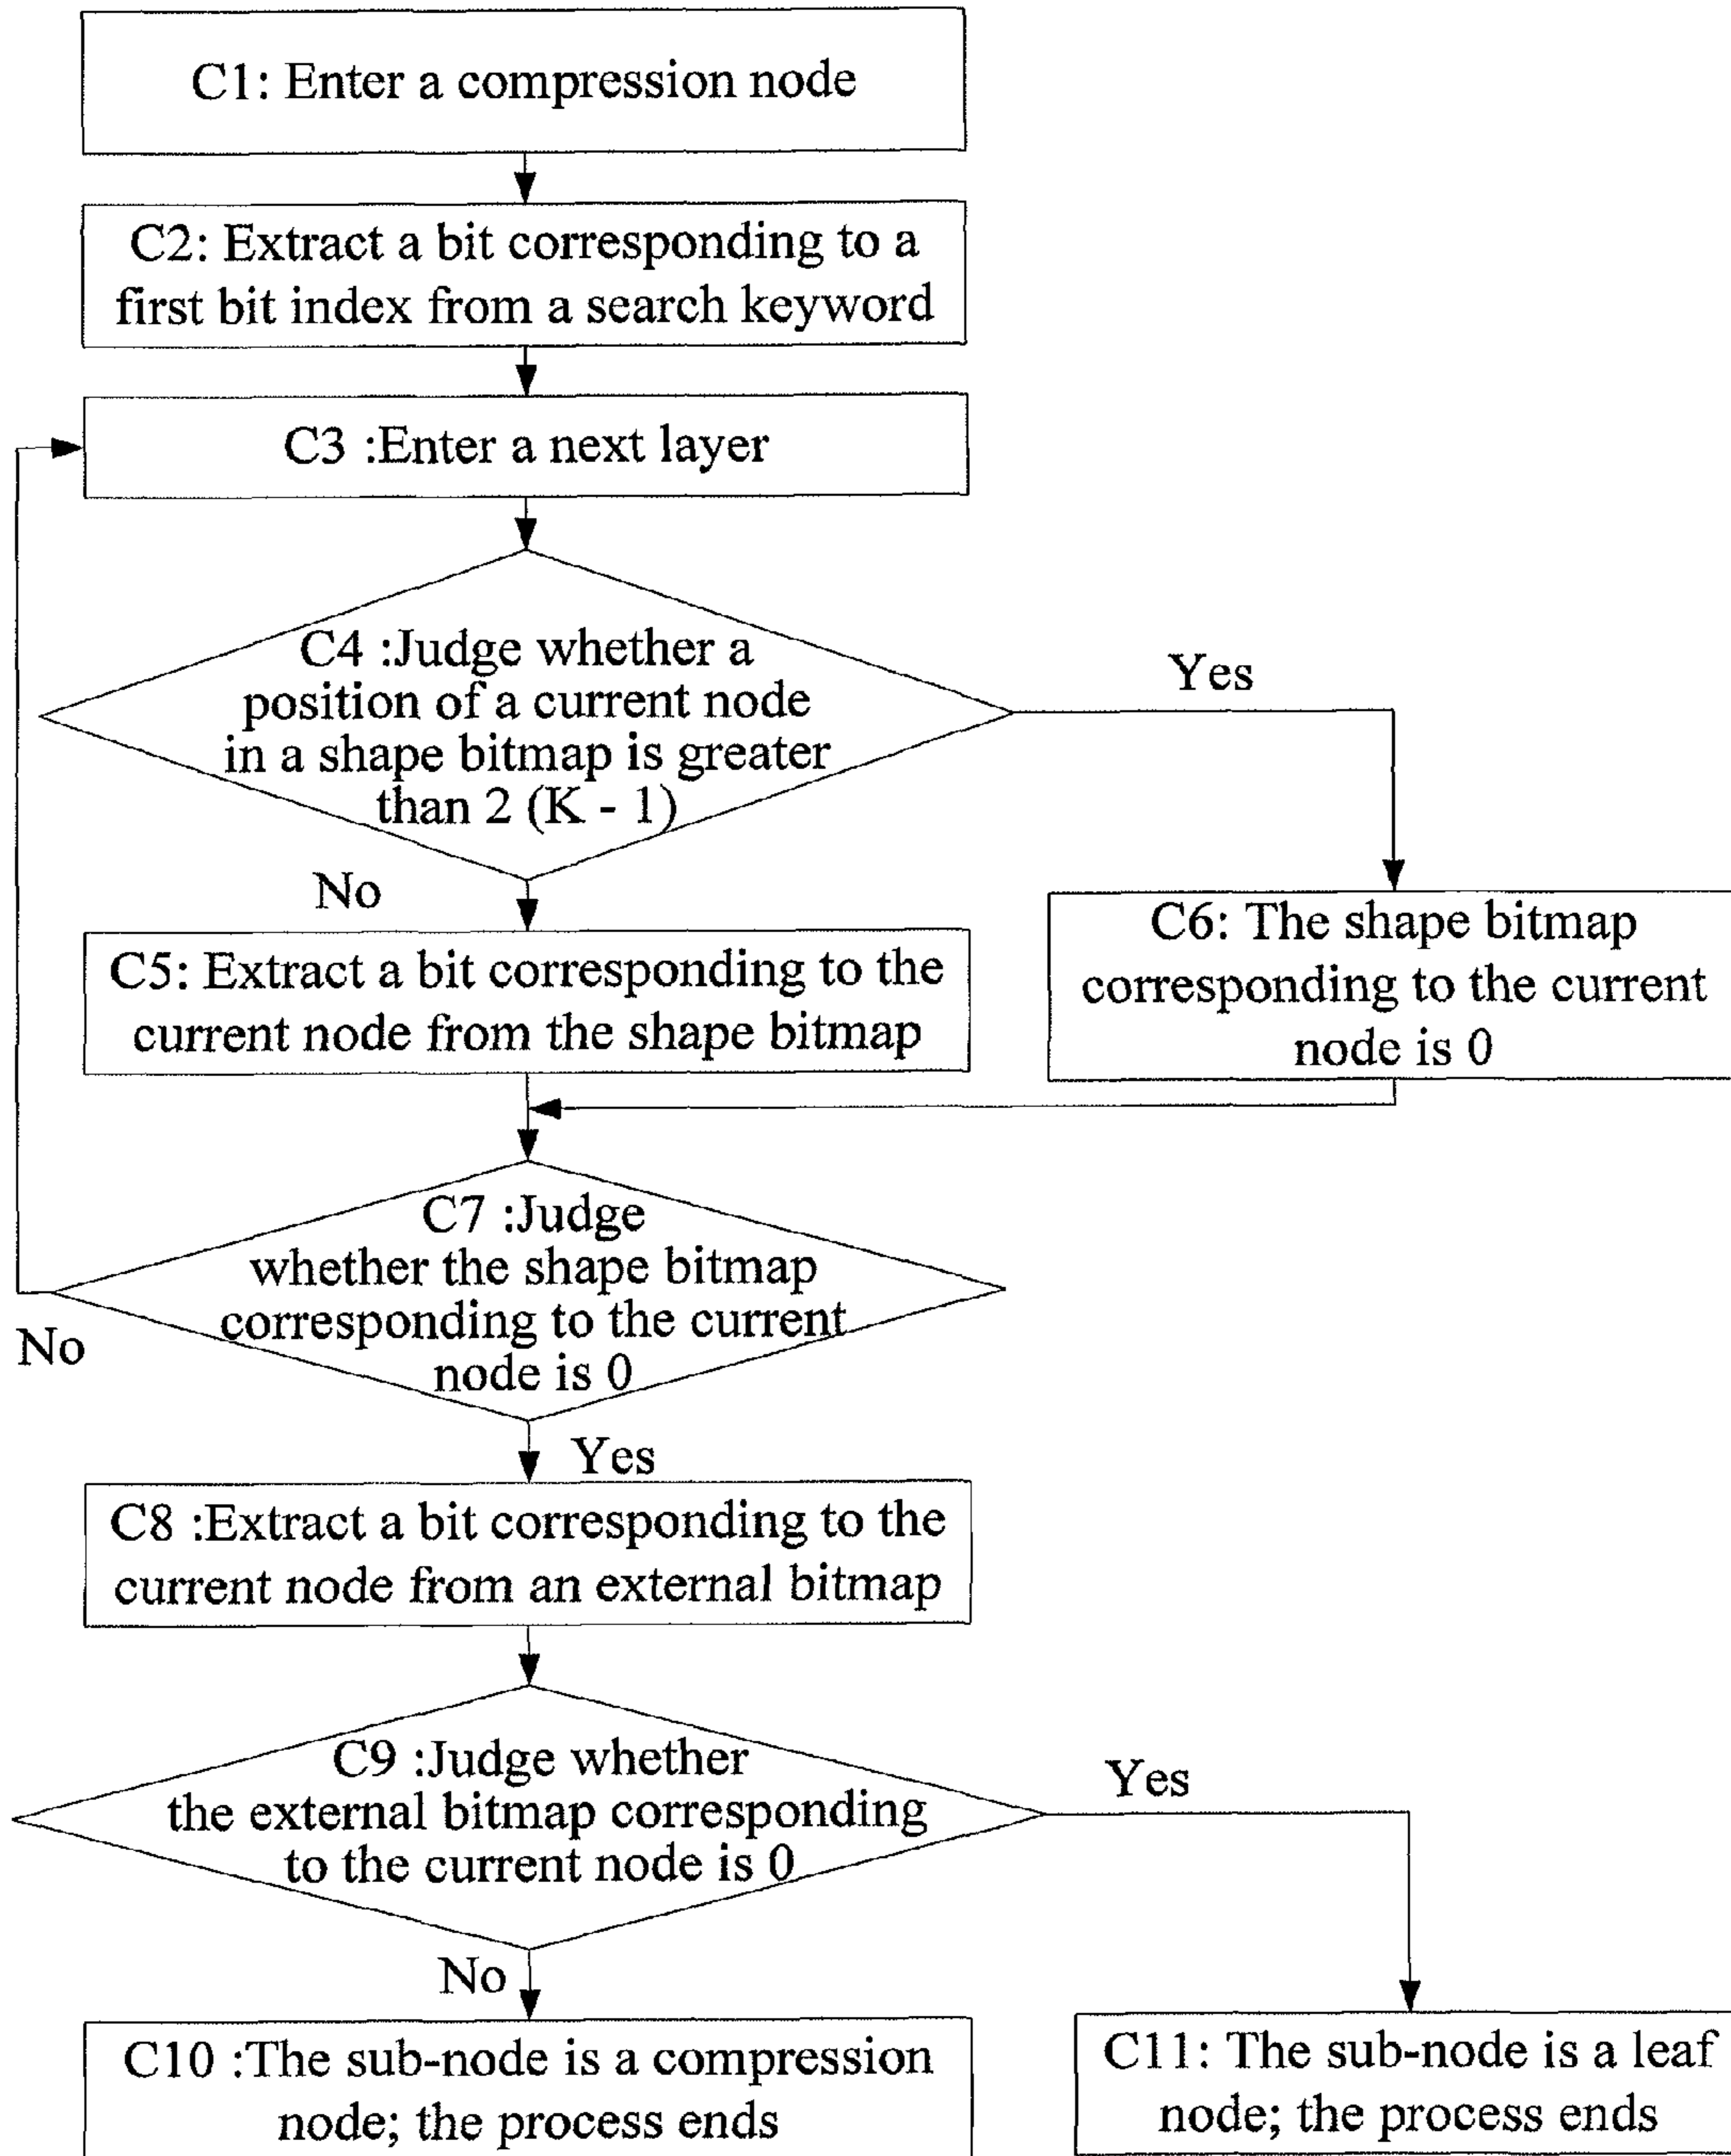 C1: Enter a compression node
C2: Extract a bit corresponding to a
first bit index from a search keyword
C3 :Enter a next layer
C4 :Judge whether a
position of a current node
in a shape bitmap is greater
than 2 (K - 1)
Yes
No
C5: Extract a bit corresponding to the
current node from the shape bitmap
C6: The shape bitmap
corresponding to the current
node is 0
C7 :Judge
whether the shape bitmap
corresponding to the current
node is 0
No
Yes
C8 :Extract a bit corresponding to the
current node from an external bitmap
C9 :Judge whether
the external bitmap corresponding
to the current node is 0
Yes
No
C10 :The sub-node is a compression
node; the process ends
C11: The sub-node is a leaf
node; the process ends